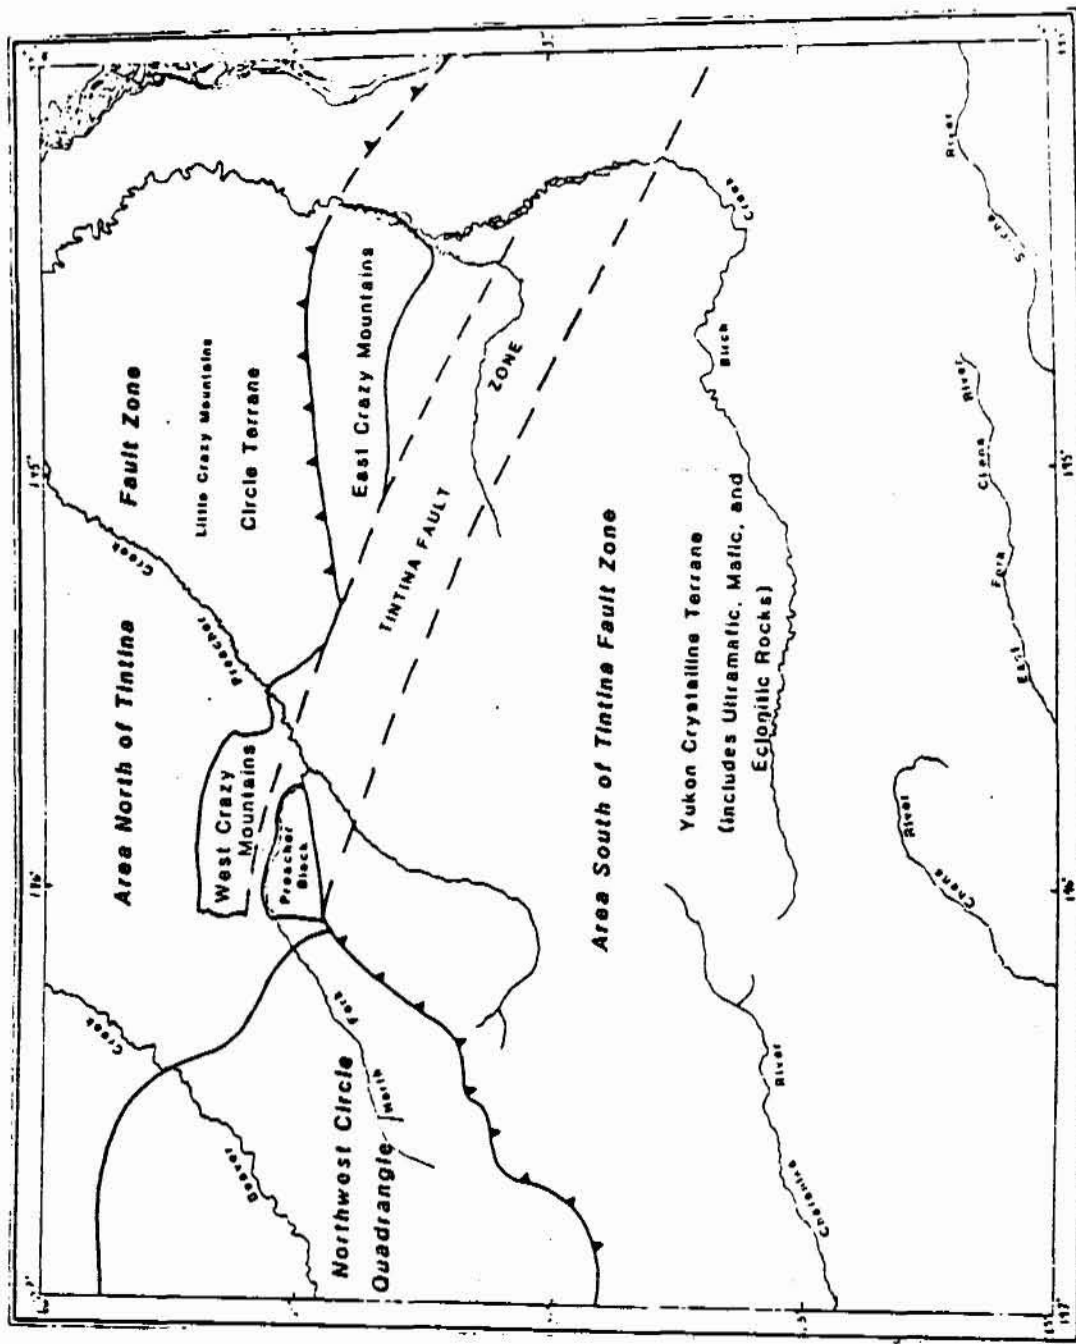 Area North of Tintina
Fault Zone
Little Crazy Mountains
Circle Terrane
East Crazy Mountains
West Crazy
Mountains
Preacher
Block
Preacher
Creek
Beaver
Creek
Northwest Circle
Quadrangle
North
Fork
TINTINA FAULT
ZONE
Area South of Tintina Fault Zone
Yukon Crystalline Terrane
(includes Ultramafic, Mafic, and
Eclogitic Rocks)
Birch
Creek
Chatanika
River
Chena
River
East
Fork
Chena
River
River